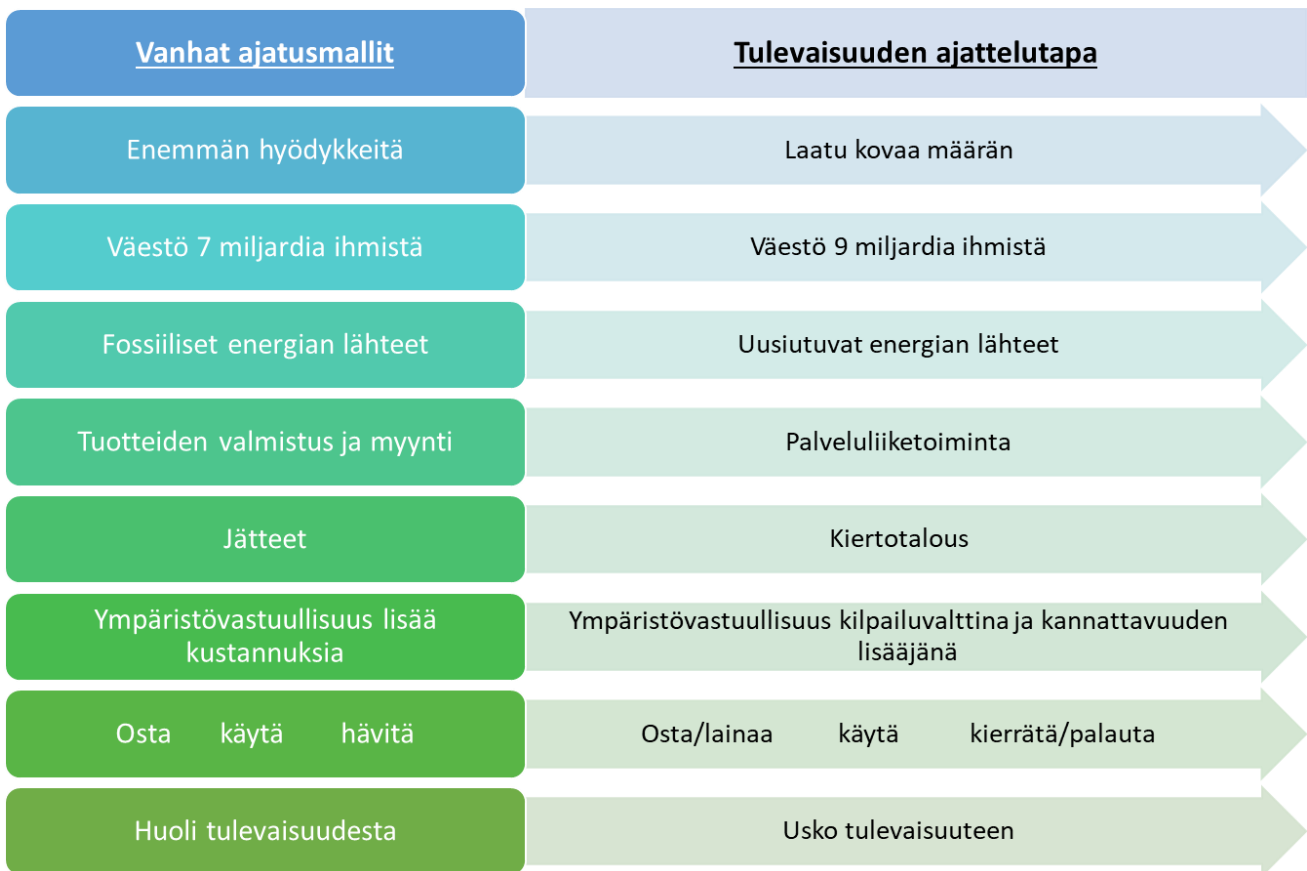 Vanhat ajatusmallit
Tulevaisuuden ajattelutapa
Enemmän hyödykkeitä
Laatu kovaa määrän
Väestö 7 miljardia ihmistä
Väestö 9 miljardia ihmistä
Fossiiliset energian lähteet
Uusiutuvat energian lähteet
Tuotteiden valmistus ja myynti
Palveluliiketoiminta
Jätteet
Kiertotalous
Ympäristövastuullisuus lisää
kustannuksia
Ympäristövastuullisuus kilpailuvalttina ja kannattavuuden
lisääjänä
Osta käytä hävitä
Osta/lainaa käytä kierrätä/palauta
Huoli tulevaisuudesta
Usko tulevaisuuteen